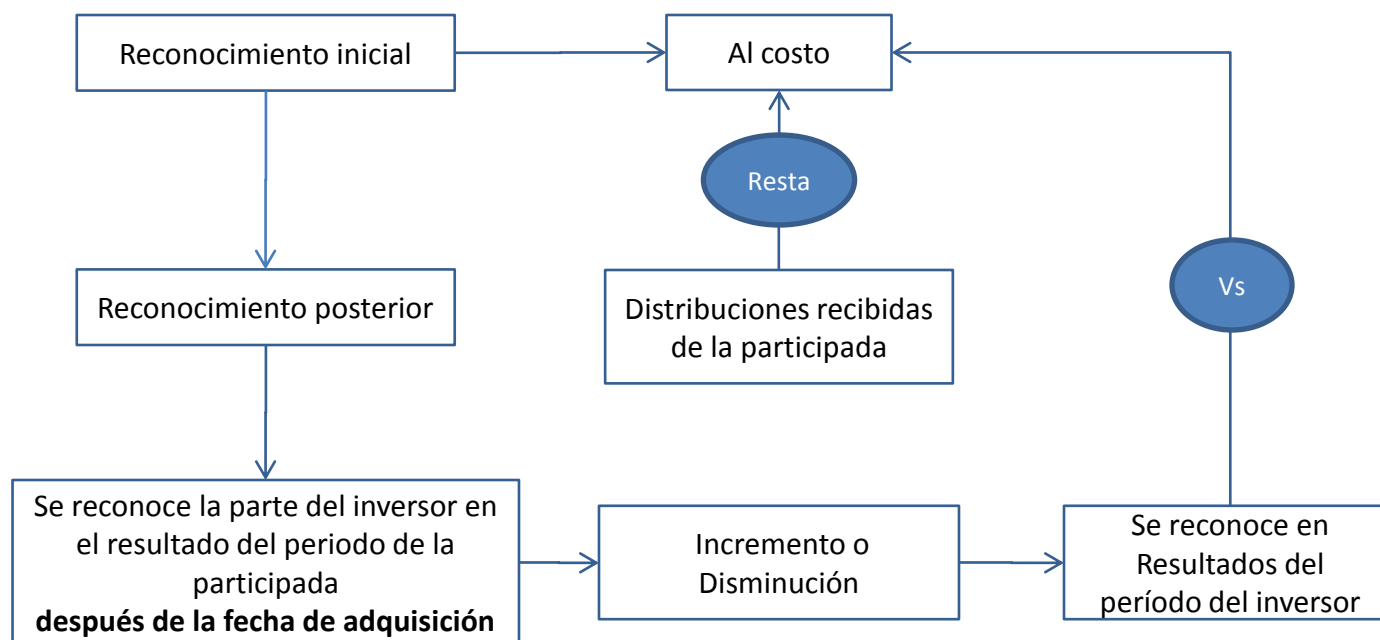 Reconocimiento inicial
Al costo
Resta
Reconocimiento posterior
Distribuciones recibidas
de la participada
Vs
Se reconoce la parte del inversor en
el resultado del periodo de la
participada
después de la fecha de adquisición
Incremento o
Disminución
Se reconoce en
Resultados del
período del inversor